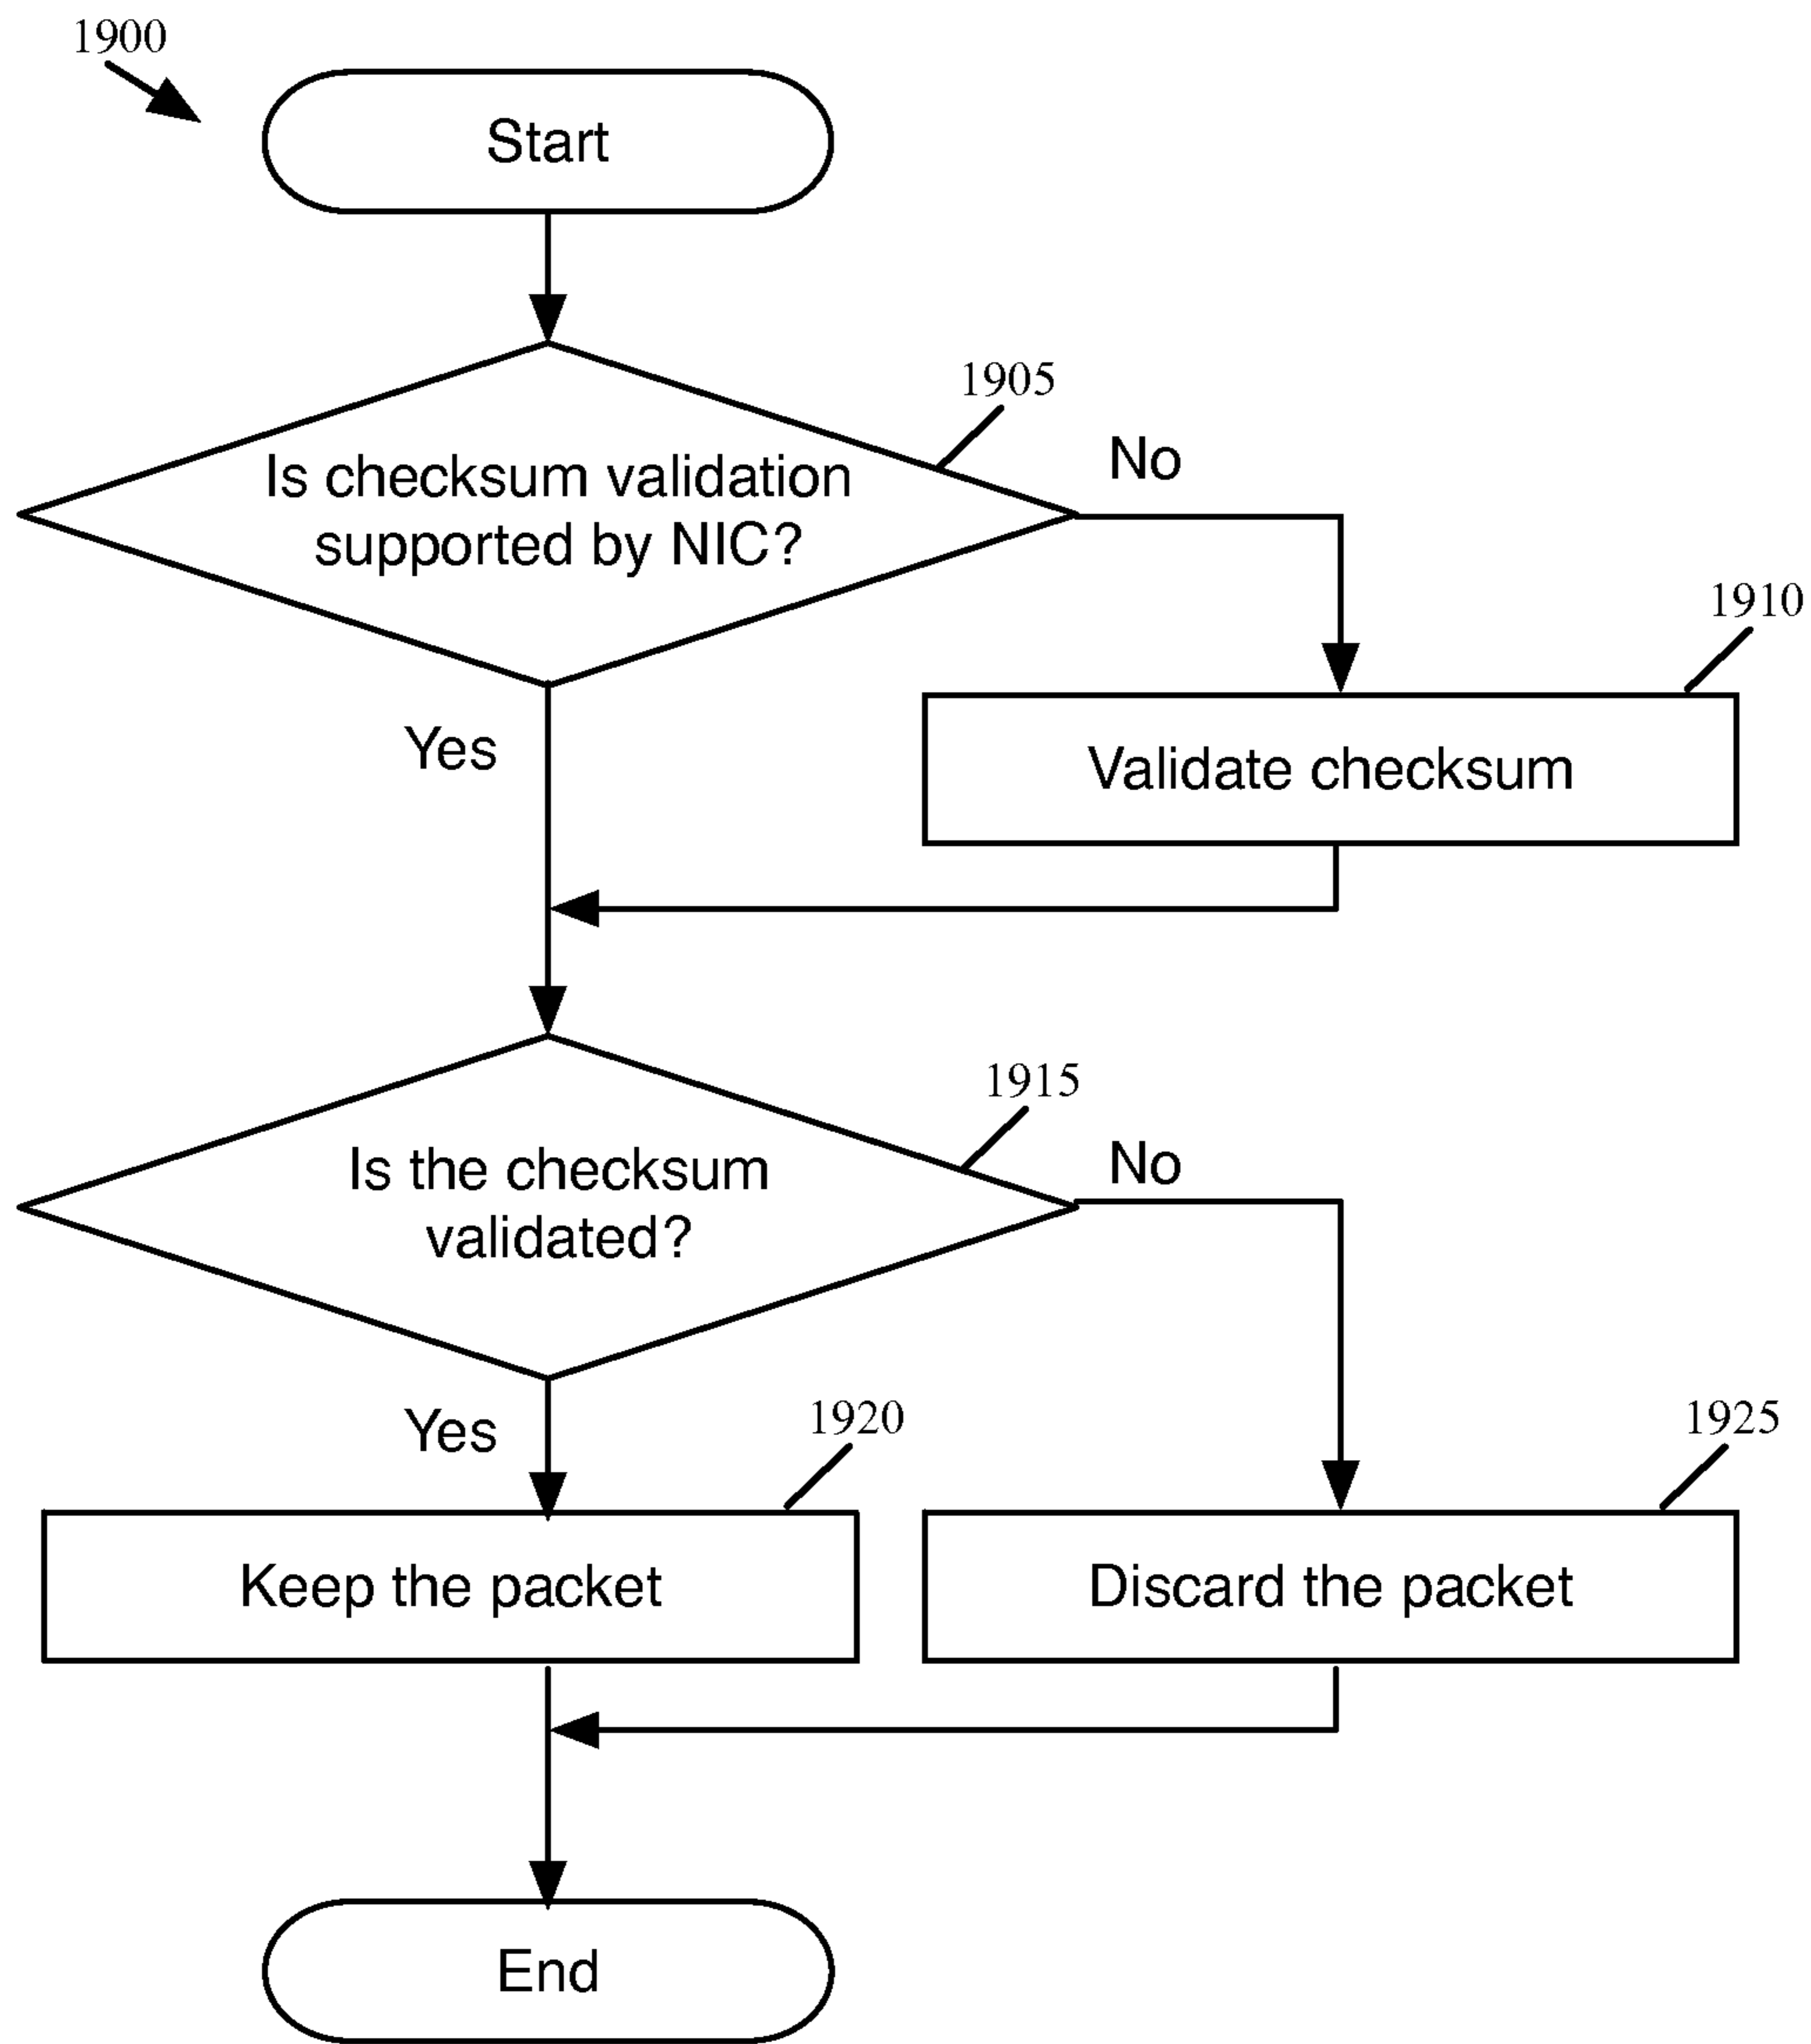 1900
Start
1905
Is checksum validation
supported by NIC?
No
1910
Yes
Validate checksum
1915
Is the checksum
validated?
No
Yes
1920
1925
Keep the packet
Discard the packet
End